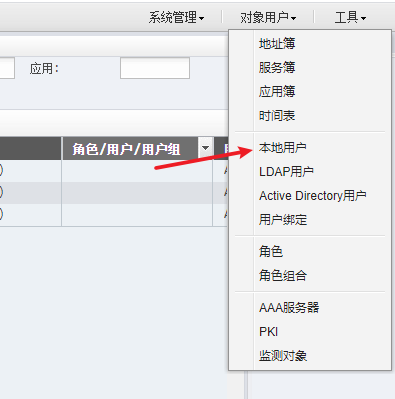 系统管理 对象用户 工具
地址簿
应用：
服务簿
应用簿
时间表
角色/用户/用户组
本地用户
LDAP用户
Active Directory用户
用户绑定
角色
角色组合
AAA服务器
PKI
监测对象